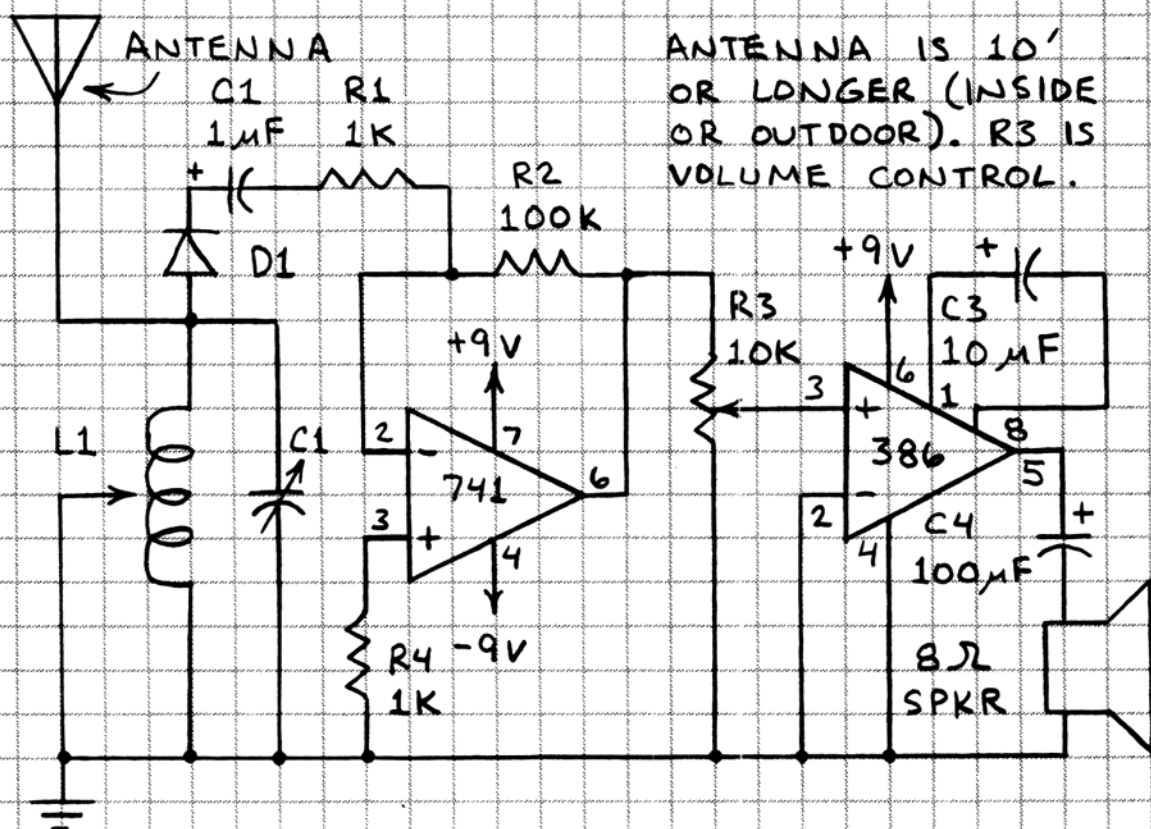 ANTENNA
ANTENNA IS 10'
OR LONGER (INSIDE
OR OUTDOOR). R3 IS
VOLUME CONTROL.
C1
1µF
R1
1K
+
R2
100K
D1
+9V
+
R3
10K
C3
10µF
+9V
6
1
3
+
8
L1
C1
2
-
7
741
6
386
5
2
-
3
+
4
C4
100µF
+
4
R4
1K
-9V
8Ω
SPKR